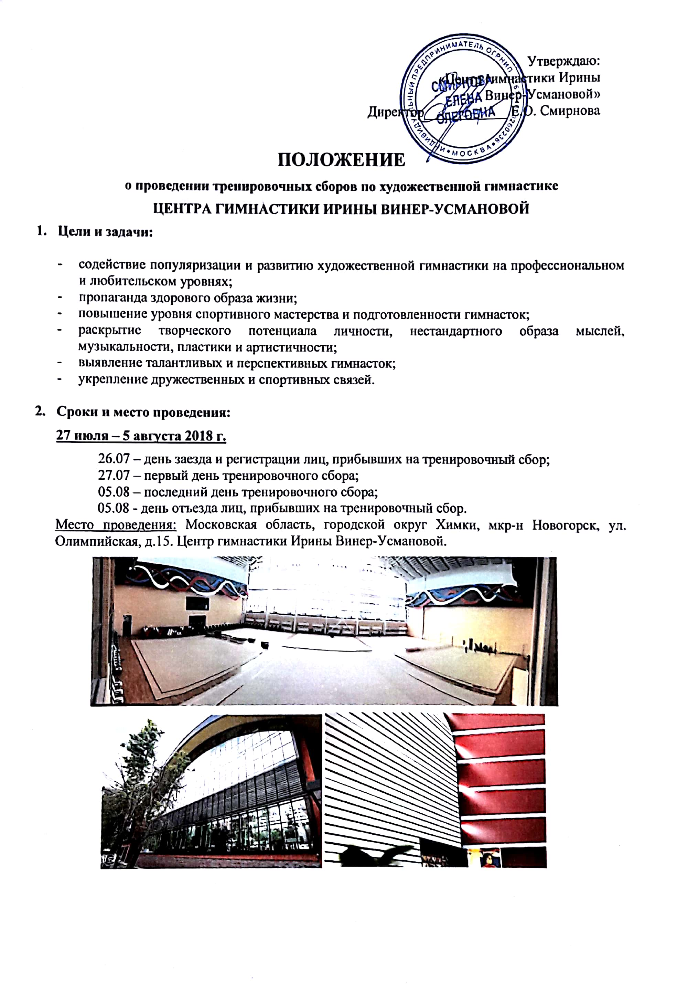 Утверждаю:
«Центр гимнастики Ирины
Винер-Усмановой»
Директор Е.О. Смирнова
ИНДИВИДУАЛЬНЫЙ ПРЕДПРИНИМАТЕЛЬ ОГРНИП
МОСКВА
СМИРНОВА
ЕЛЕНА
ОЛЕГОВНА
ПОЛОЖЕНИЕ
о проведении тренировочных сборов по художественной гимнастике
ЦЕНТРА ГИМНАСТИКИ ИРИНЫ ВИНЕР-УСМАНОВОЙ
1. Цели и задачи:
- содействие популяризации и развитию художественной гимнастики на профессиональном
и любительском уровнях;
- пропаганда здорового образа жизни;
- повышение уровня спортивного мастерства и подготовленности гимнасток;
- раскрытие творческого потенциала личности, нестандартного образа мыслей,
музыкальности, пластики и артистичности;
- выявление талантливых и перспективных гимнасток;
- укрепление дружественных и спортивных связей.
2. Сроки и место проведения:
27 июля – 5 августа 2018 г.
26.07 – день заезда и регистрации лиц, прибывших на тренировочный сбор;
27.07 – первый день тренировочного сбора;
05.08 – последний день тренировочного сбора;
05.08 - день отъезда лиц, прибывших на тренировочный сбор.
Место проведения: Московская область, городской округ Химки, мкр-н Новогорск, ул.
Олимпийская, д.15. Центр гимнастики Ирины Винер-Усмановой.